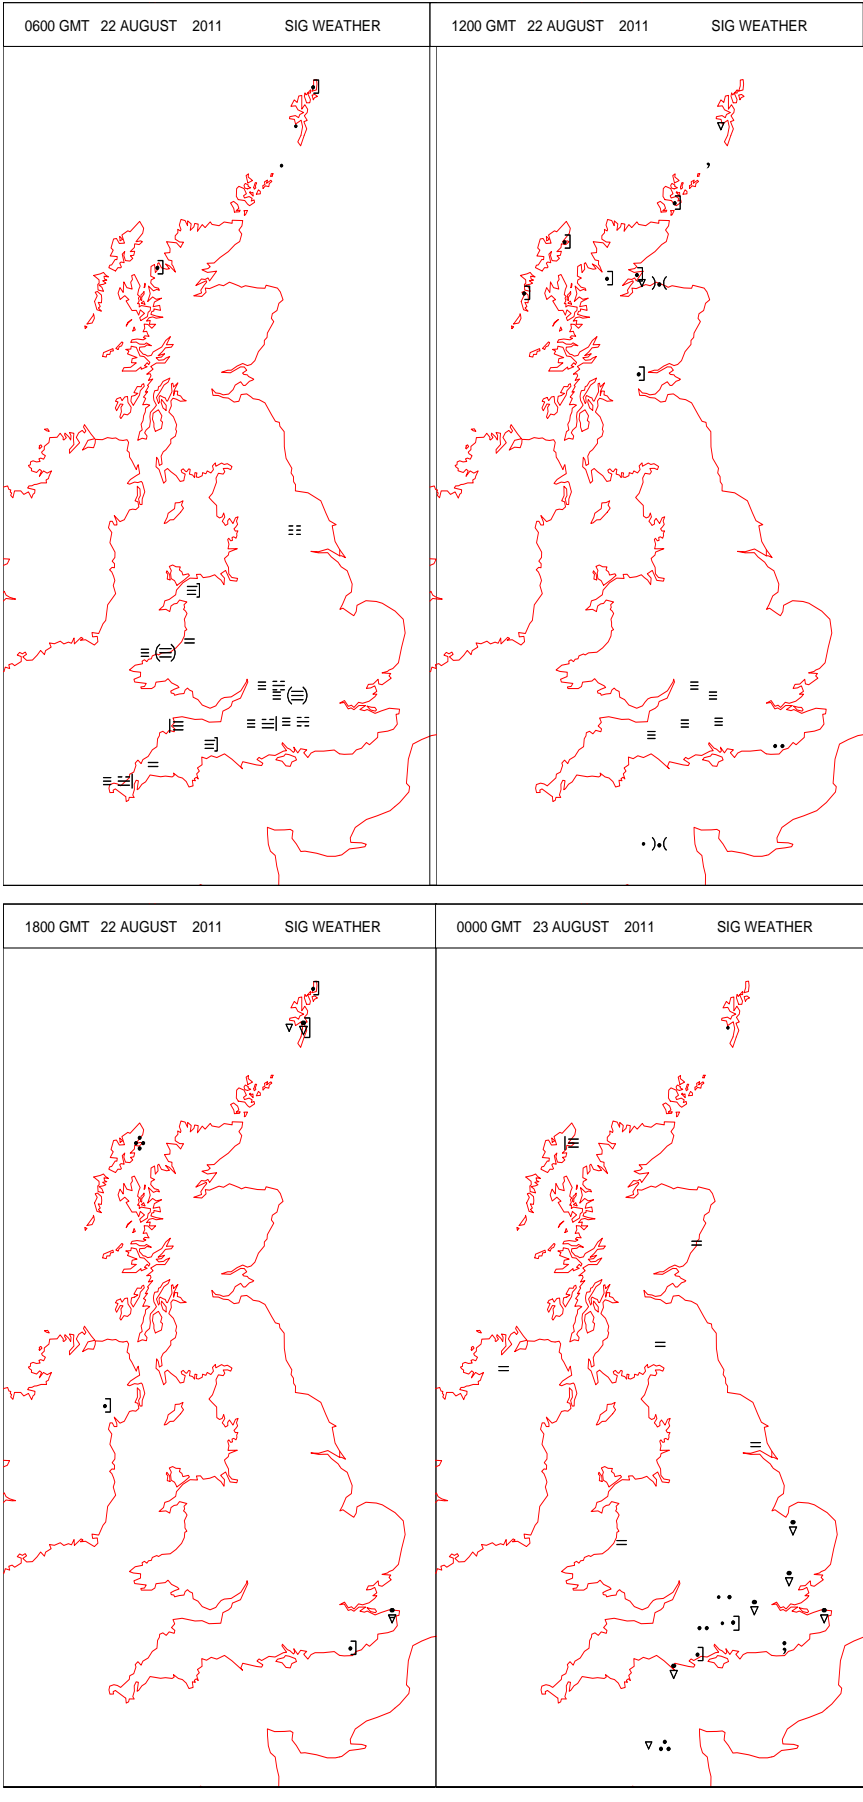 0600 GMT 22 AUGUST 2011 SIG WEATHER
1200 GMT 22 AUGUST 2011 SIG WEATHER
1800 GMT 22 AUGUST 2011 SIG WEATHER
0000 GMT 23 AUGUST 2011 SIG WEATHER